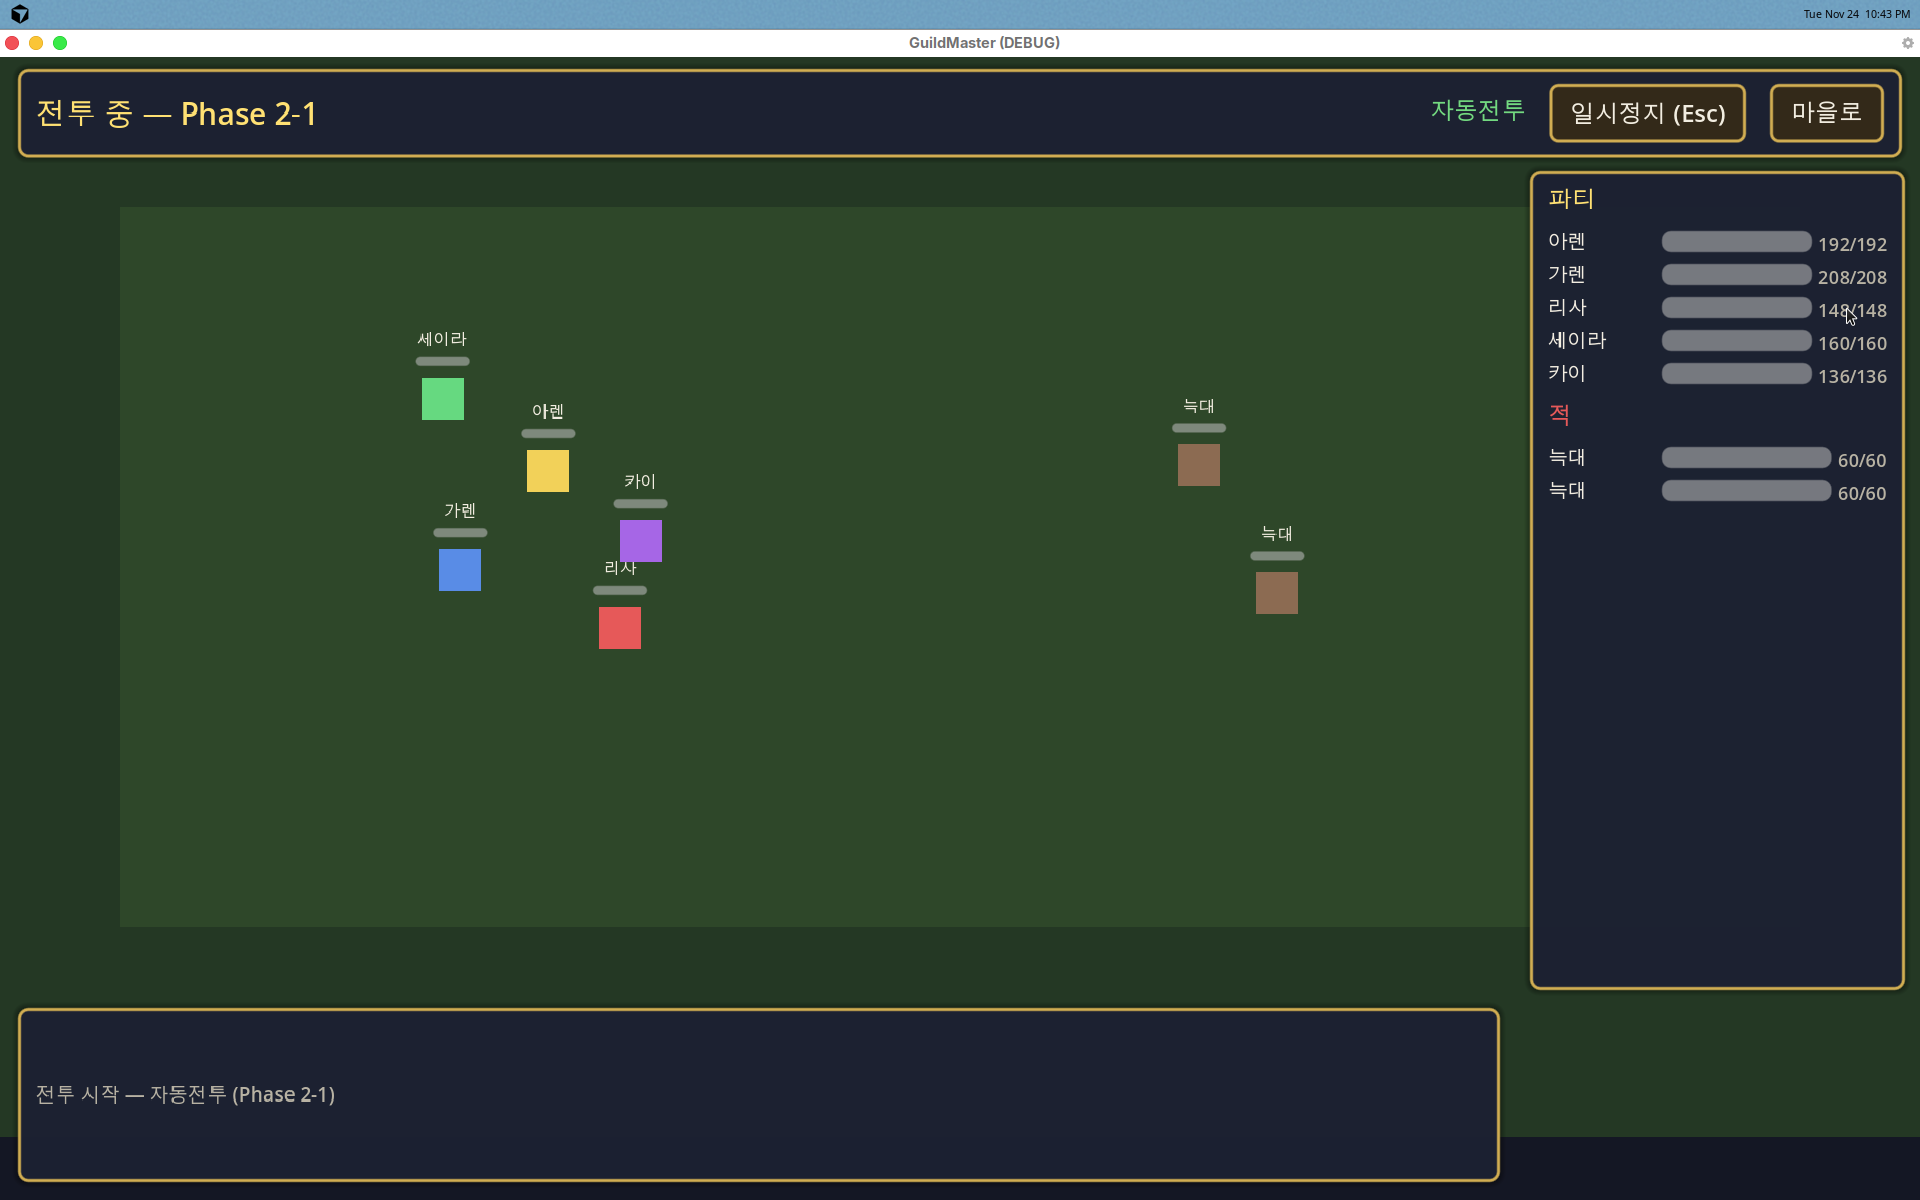 Tue Nov 24 10:43 PM
GuildMaster (DEBUG)
전투 중 — Phase 2-1
자동전투
일시정지 (Esc)
마을로
파티
아렌 192/192
가렌 208/208
리사 148/148
세이라 160/160
카이 136/136
적
늑대 60/60
늑대 60/60
세이라
아렌
카이
가렌
리사
늑대
늑대
전투 시작 — 자동전투 (Phase 2-1)